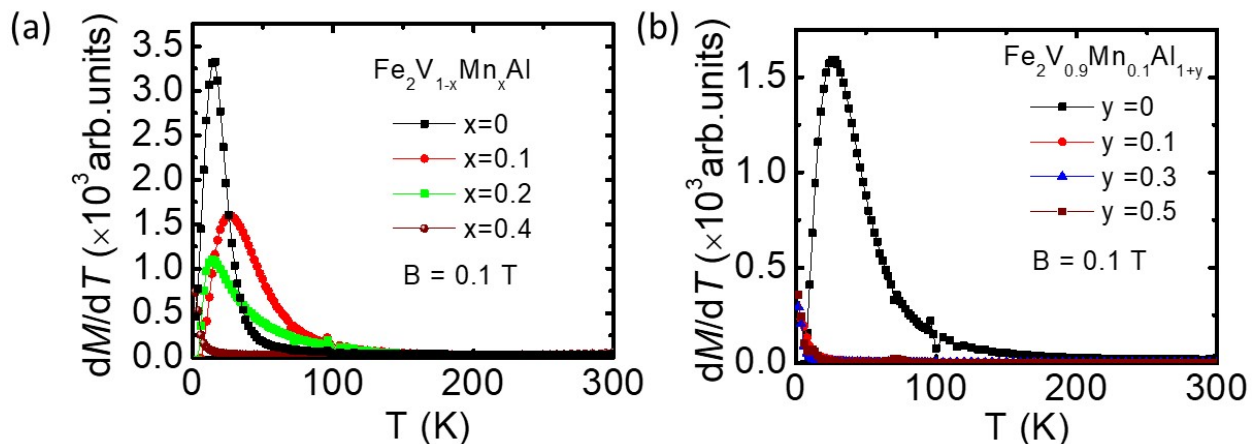 (a)
dM/dT (×10³arb.units)
3.5
3.0
2.5
2.0
1.5
1.0
0.5
0.0
Fe₂V₁₋ₓMnₓAl
x=0
x=0.1
x=0.2
x=0.4
B = 0.1 T
0 100 200 300
T (K)
(b)
dM/dT (×10³arb.units)
1.5
1.0
0.5
0.0
Fe₂V₀.₉Mn₀.₁Al₁₊y
y =0
y =0.1
y =0.3
y =0.5
B = 0.1 T
0 100 200 300
T (K)